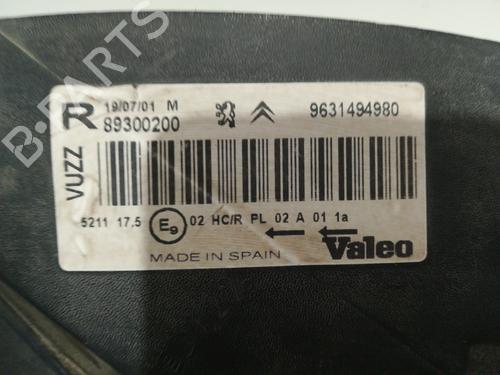 B-PARTS
19/07/01 M
R
89300200
9631494980
VUZZ
5211 17.5
E9
02 HC/R PL 02 A 01 1a
MADE IN SPAIN
Valeo